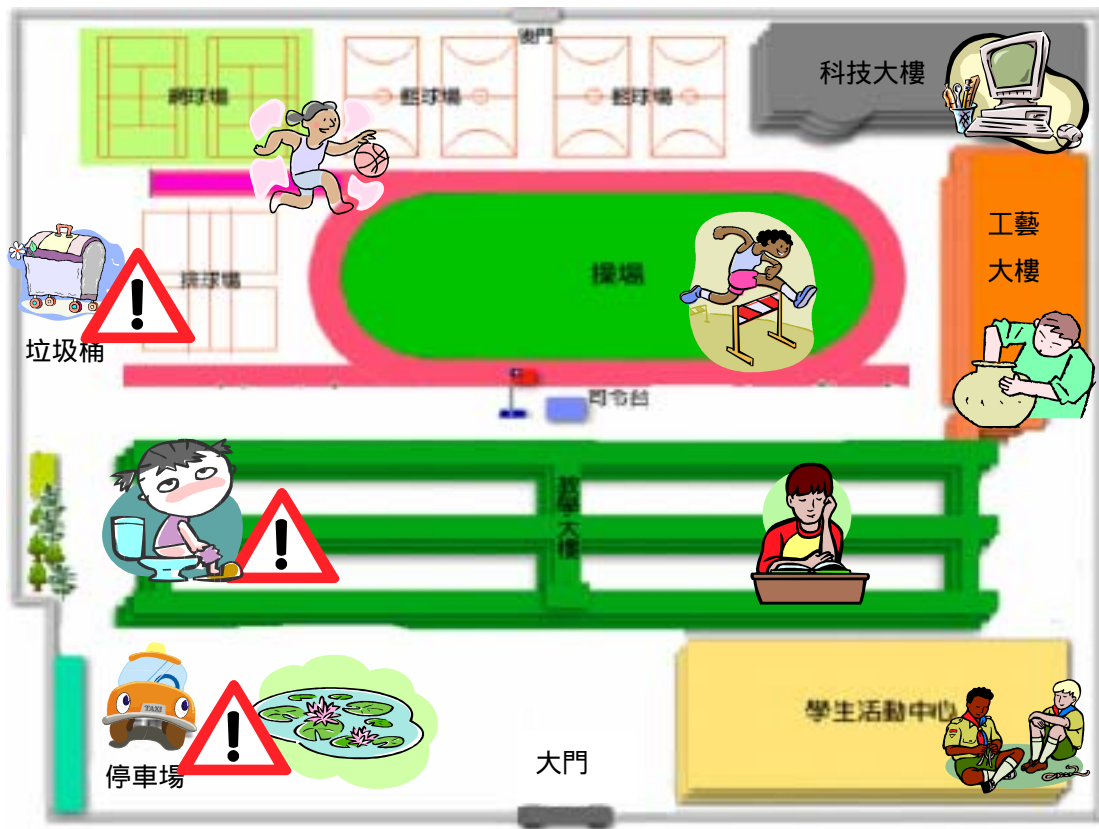 後門
科技大樓
網球場
籃球場
籃球場
工藝
大樓
排球場
操場
垃圾桶
司令台
教學大樓
TAXI
學生活動中心
大門
停車場